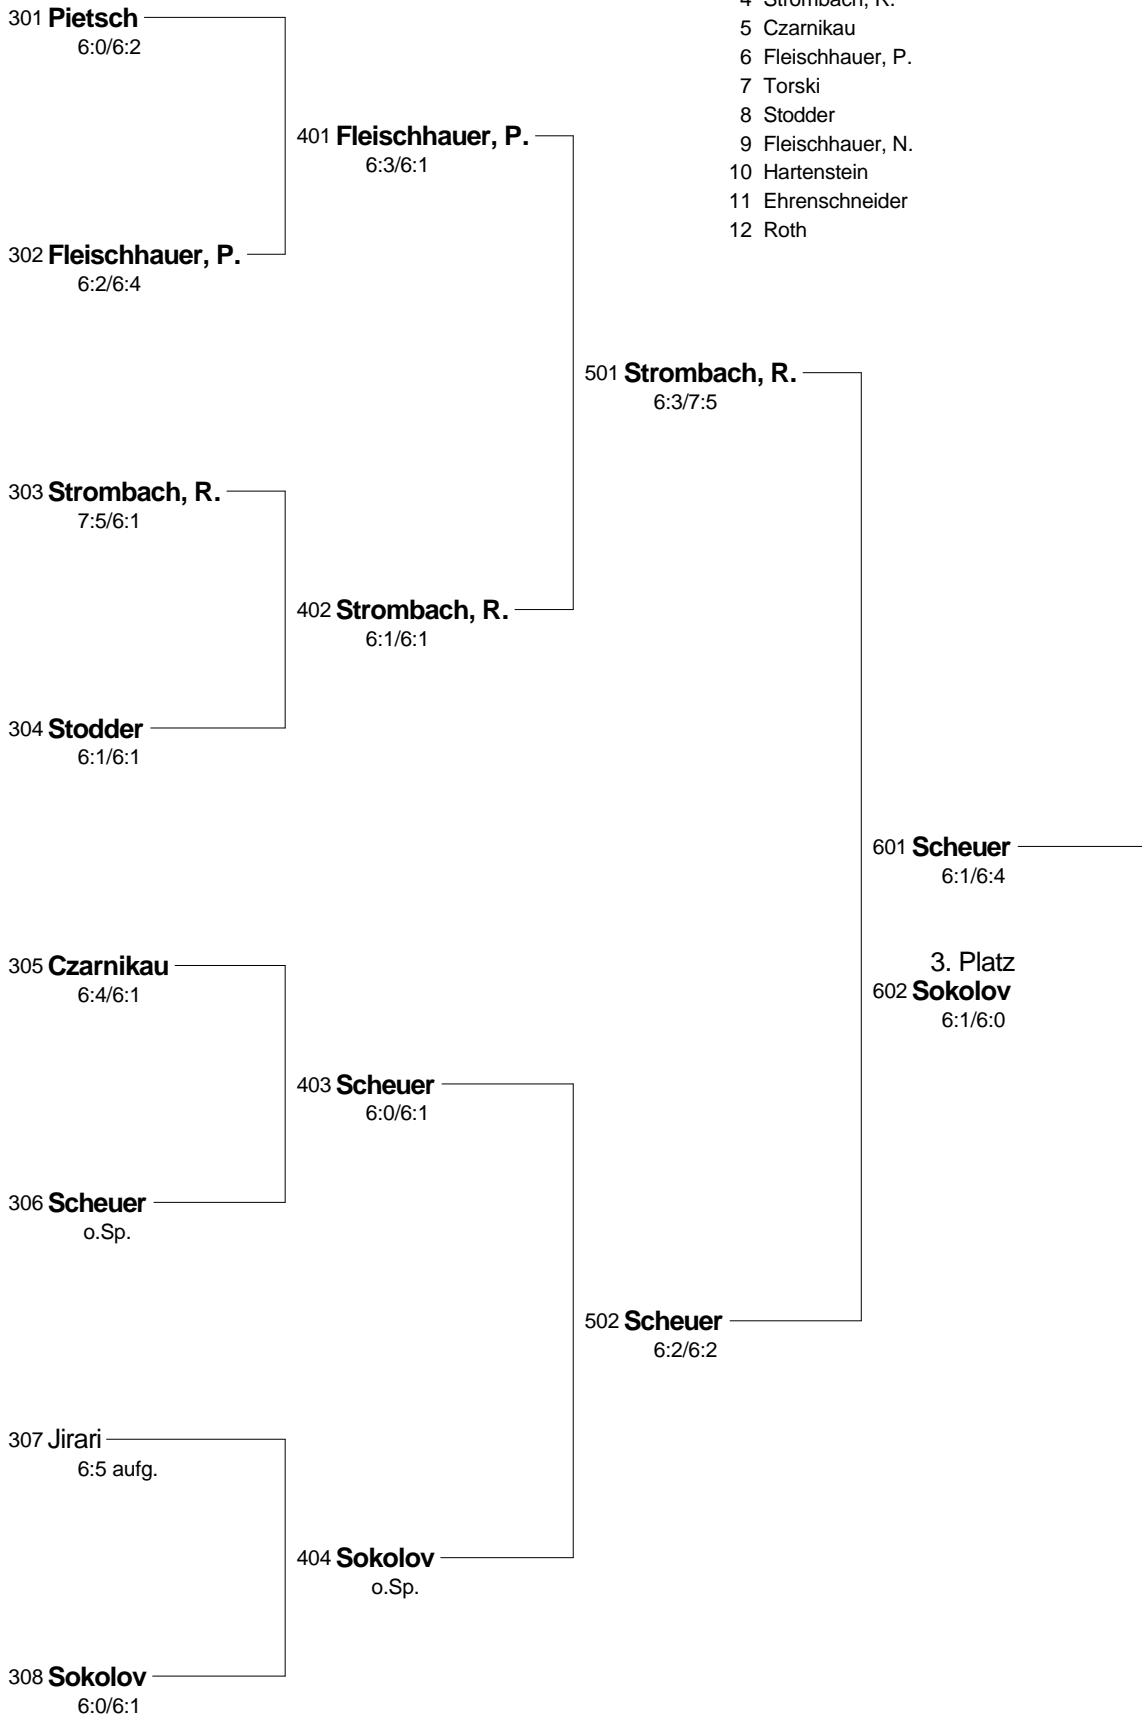 4 Strombach, R.
5 Czarnikau
6 Fleischhauer, P.
7 Torski
8 Stodder
9 Fleischhauer, N.
10 Hartenstein
11 Ehrenschneider
12 Roth
301 Pietsch
6:0/6:2
401 Fleischhauer, P.
6:3/6:1
302 Fleischhauer, P.
6:2/6:4
501 Strombach, R.
6:3/7:5
303 Strombach, R.
7:5/6:1
402 Strombach, R.
6:1/6:1
304 Stodder
6:1/6:1
601 Scheuer
6:1/6:4
305 Czarnikau
6:4/6:1
3. Platz
602 Sokolov
6:1/6:0
403 Scheuer
6:0/6:1
306 Scheuer
o.Sp.
502 Scheuer
6:2/6:2
307 Jirari
6:5 aufg.
404 Sokolov
o.Sp.
308 Sokolov
6:0/6:1